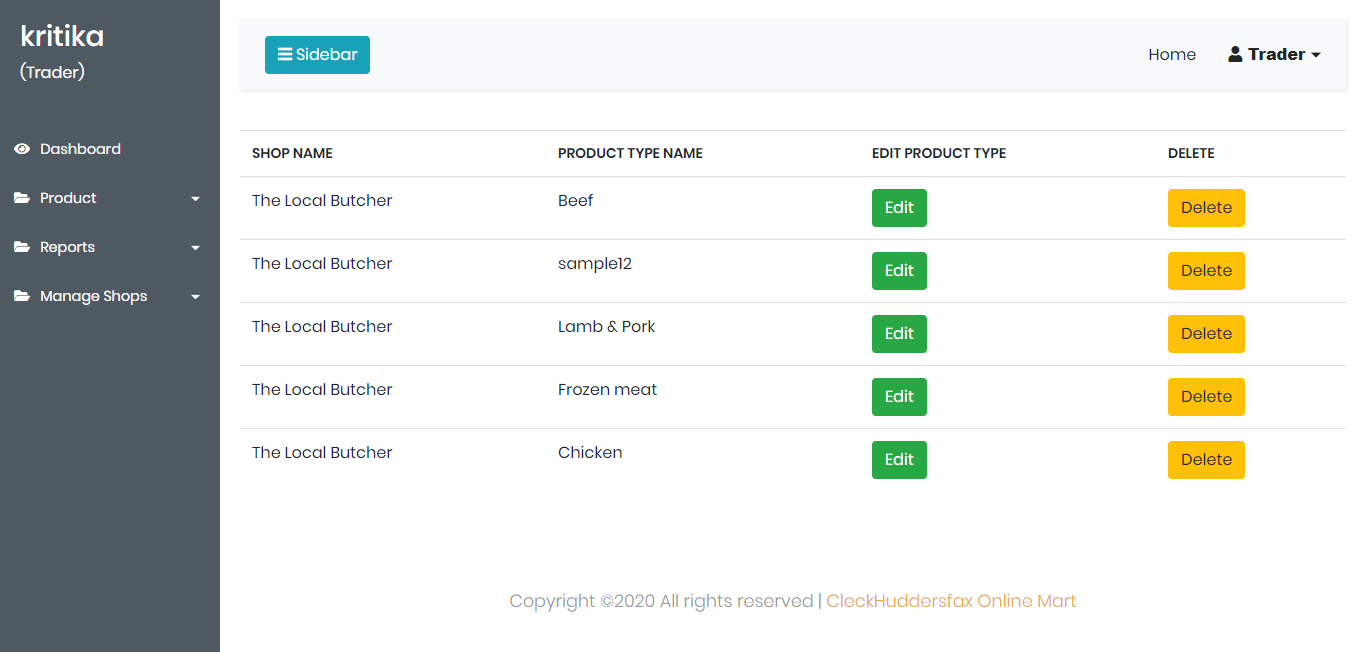 kritika
(Trader)
Dashboard
Product
Reports
Manage Shops
Sidebar
Home Trader
SHOP NAME PRODUCT TYPE NAME EDIT PRODUCT TYPE DELETE
The Local Butcher Beef Edit Delete
The Local Butcher sample12 Edit Delete
The Local Butcher Lamb & Pork Edit Delete
The Local Butcher Frozen meat Edit Delete
The Local Butcher Chicken Edit Delete
Copyright ©2020 All rights reserved | CleckHuddersfax Online Mart